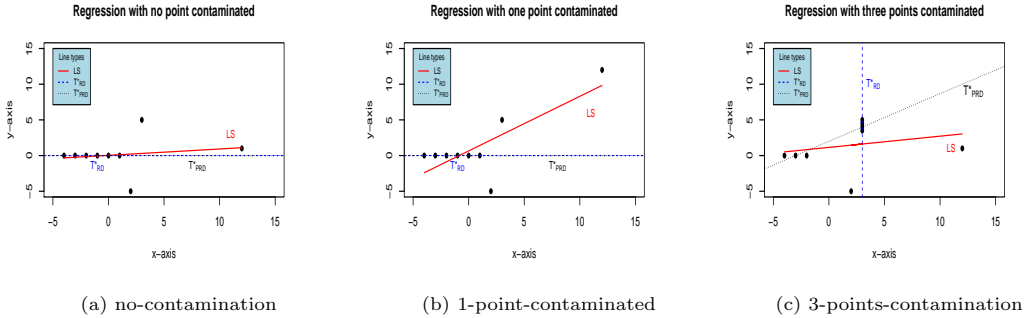 Regression with no point contaminated
Line types
LS
T*RD
T*PRD
LS
T*RD
T*PRD
y-axis
15
10
5
0
-5
-5
0
5
10
15
x-axis
(a) no-contamination
Regression with one point contaminated
Line types
LS
T*RD
T*PRD
LS
T*RD
T*PRD
y-axis
15
10
5
0
-5
-5
0
5
10
15
x-axis
(b) 1-point-contaminated
Regression with three points contaminated
Line types
LS
T*RD
T*PRD
T*RD
T*PRD
LS
y-axis
15
10
5
0
-5
-5
0
5
10
15
x-axis
(c) 3-points-contamination